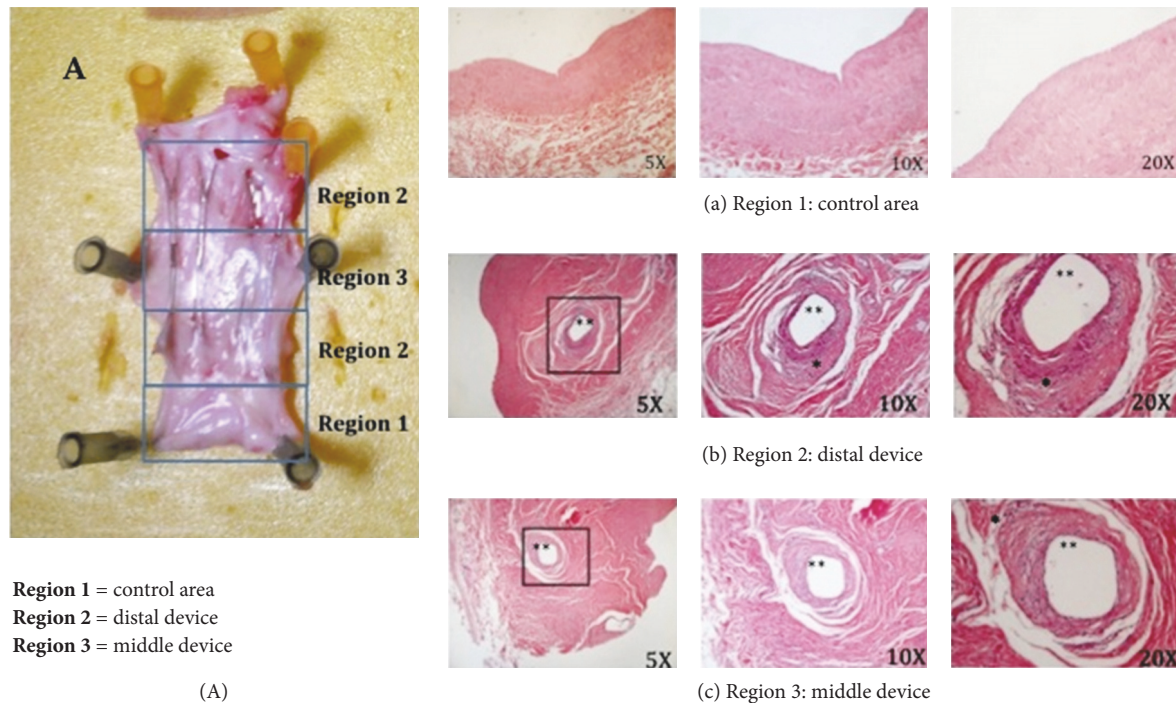 A
Region 2
Region 3
Region 2
Region 1
Region 1 = control area
Region 2 = distal device
Region 3 = middle device
(A)
5X
10X
20X
(a) Region 1: control area
**
5X
**
*
10X
**
*
20X
(b) Region 2: distal device
**
5X
**
10X
*
**
20X
(c) Region 3: middle device